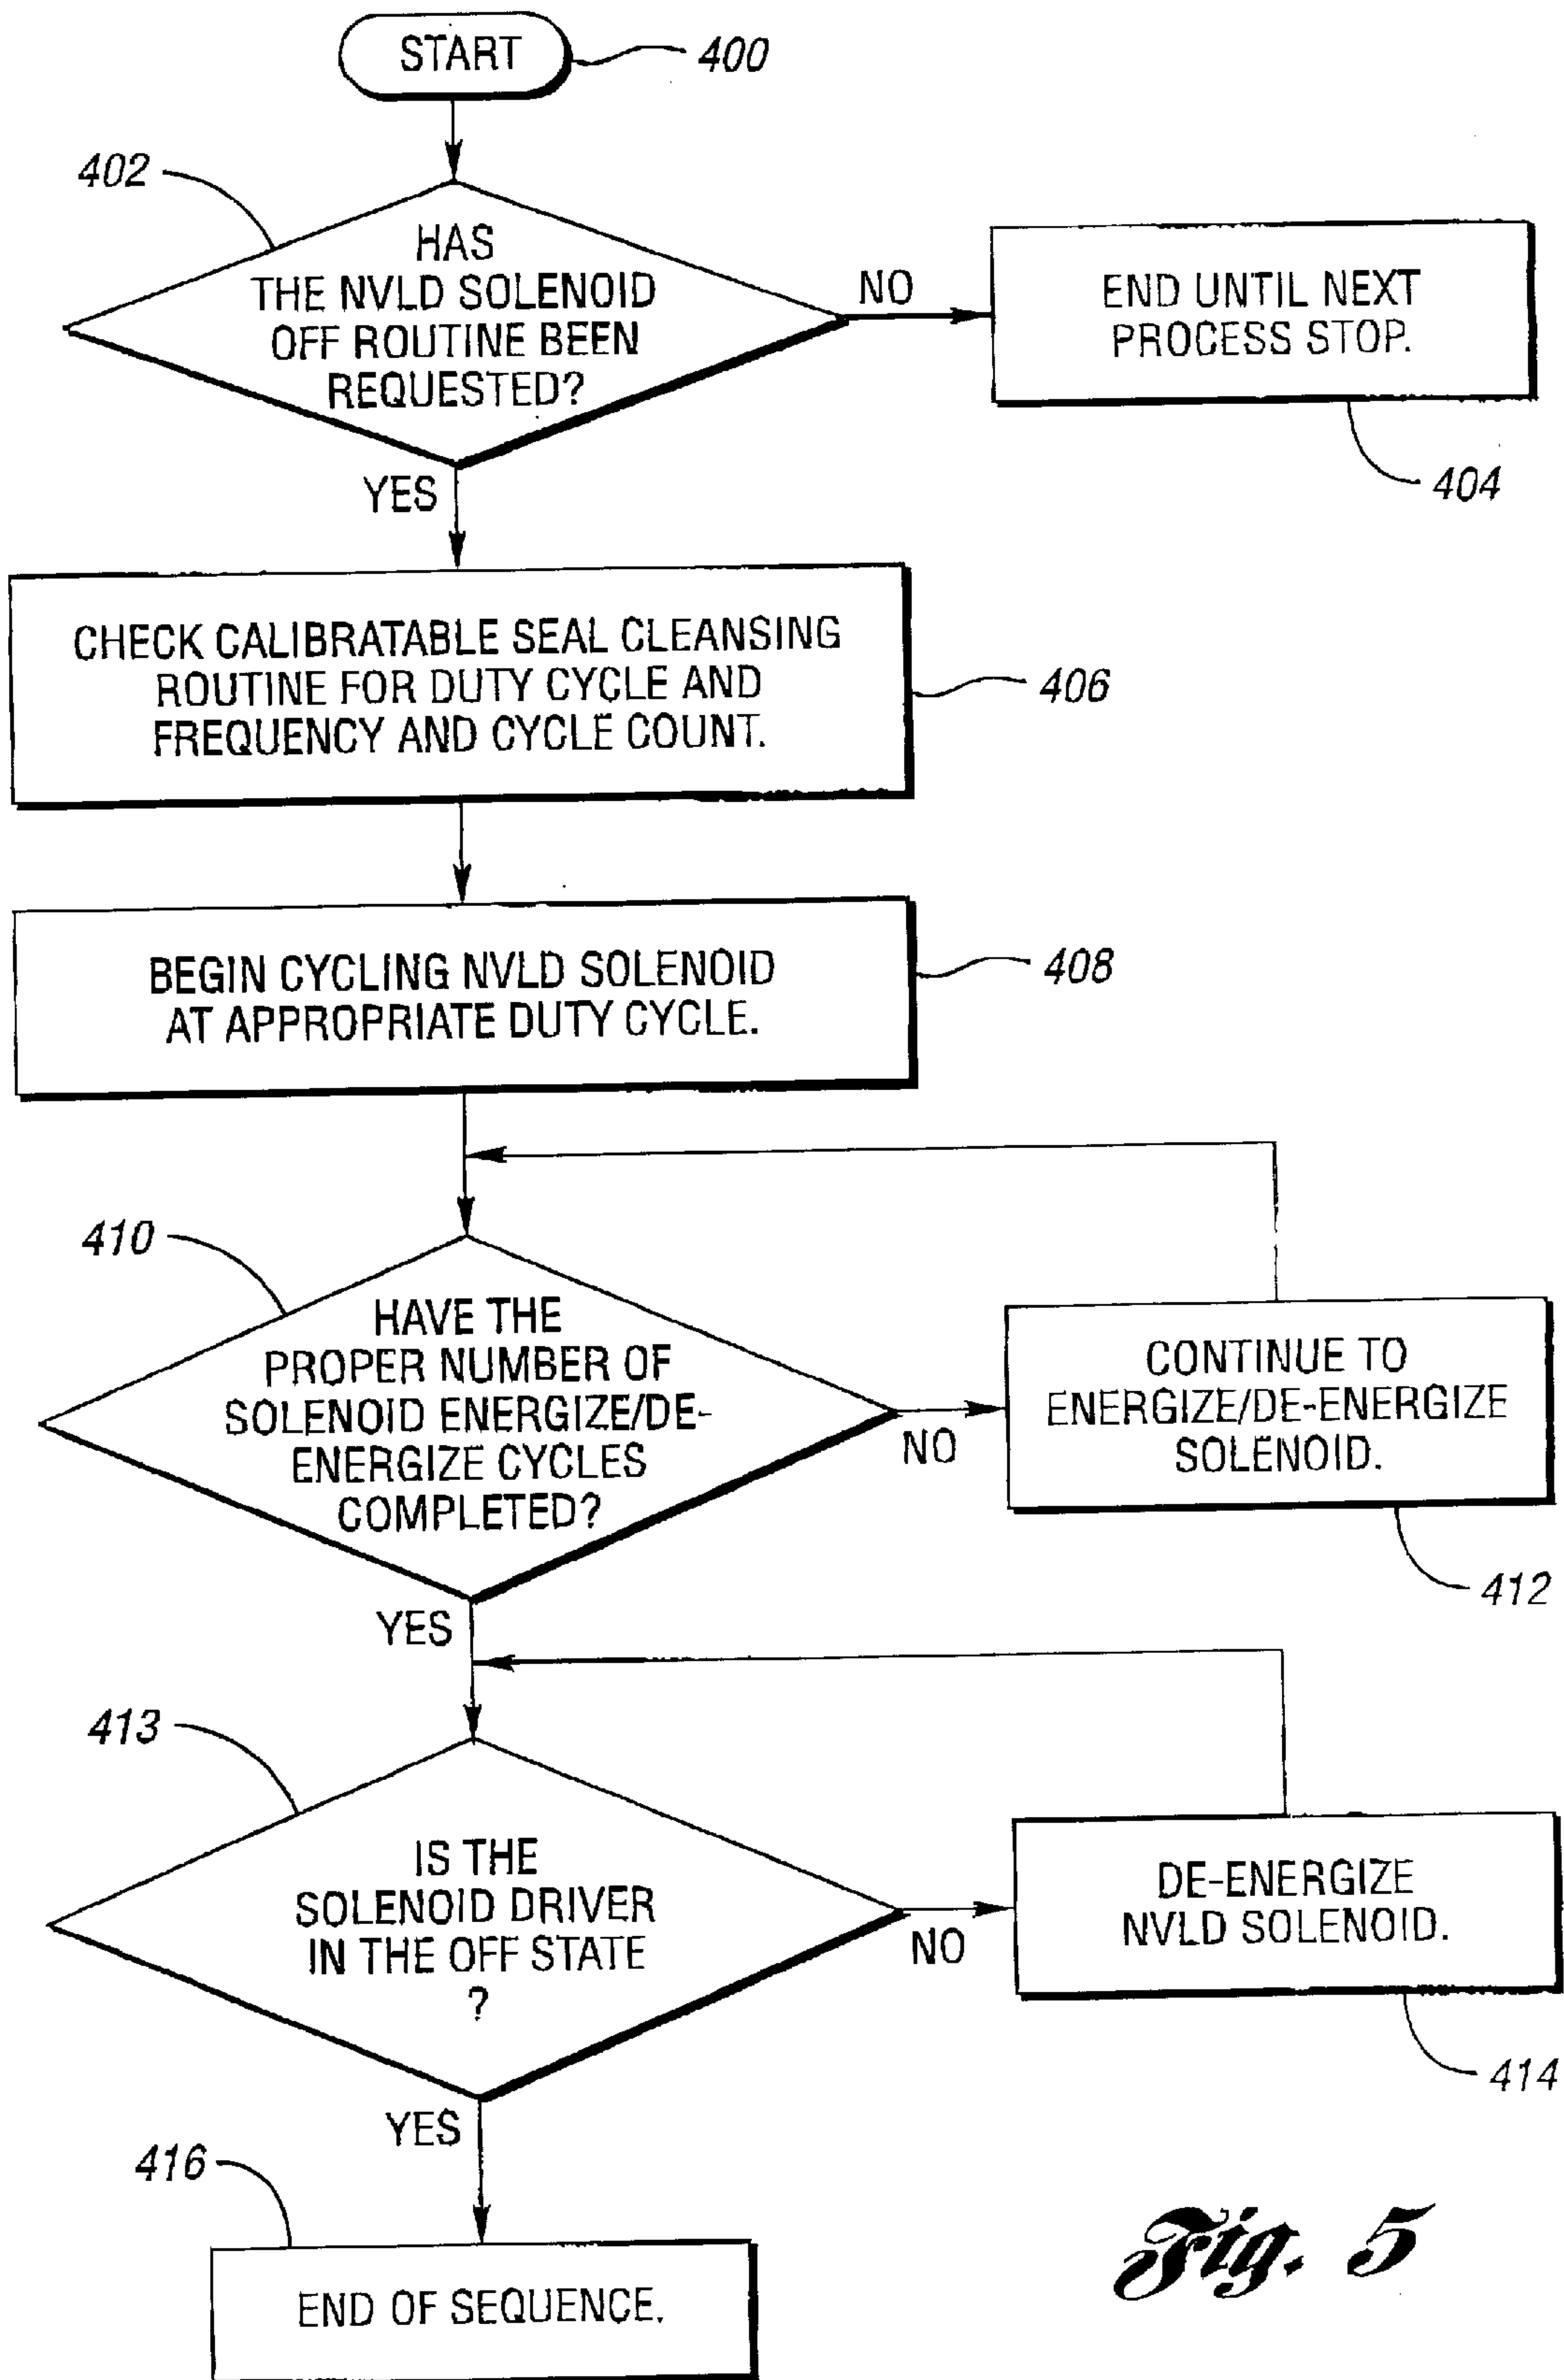 START
400
402
HAS
THE NVLD SOLENOID
OFF ROUTINE BEEN
REQUESTED?
NO
END UNTIL NEXT
PROCESS STOP.
404
YES
CHECK CALIBRATABLE SEAL CLEANSING
ROUTINE FOR DUTY CYCLE AND
FREQUENCY AND CYCLE COUNT.
406
BEGIN CYCLING NVLD SOLENOID
AT APPROPRIATE DUTY CYCLE.
408
410
HAVE THE
PROPER NUMBER OF
SOLENOID ENERGIZE/DE-
ENERGIZE CYCLES
COMPLETED?
NO
CONTINUE TO
ENERGIZE/DE-ENERGIZE
SOLENOID.
412
YES
413
IS THE
SOLENOID DRIVER
IN THE OFF STATE
?
NO
DE-ENERGIZE
NVLD SOLENOID.
414
YES
416
END OF SEQUENCE.
Fig. 5